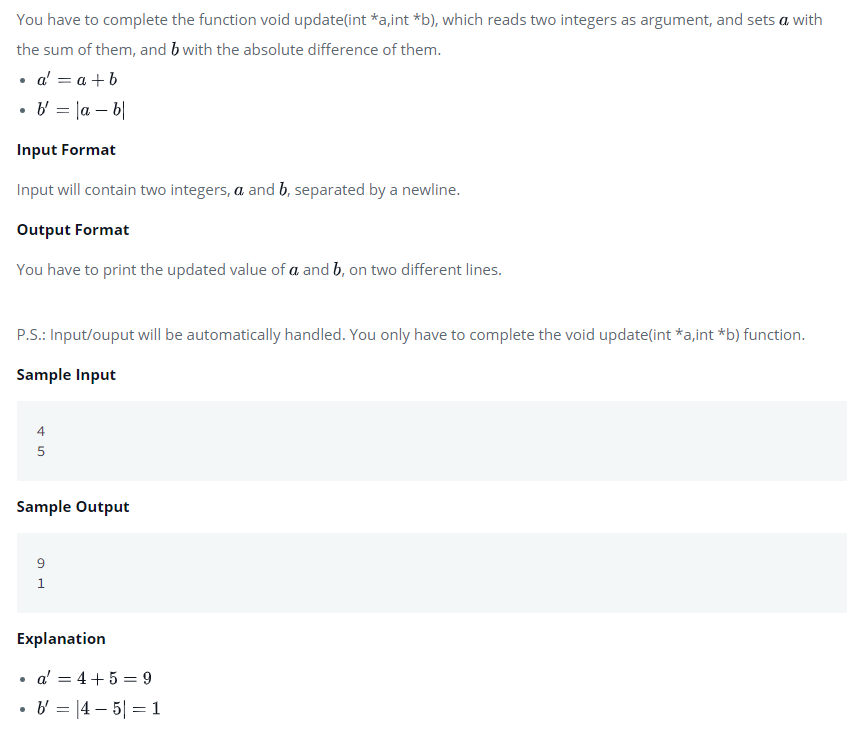 You have to complete the function void update(int *a,int *b), which reads two integers as argument, and sets a with
the sum of them, and b with the absolute difference of them.
• a′ = a + b
• b′ = |a − b|
Input Format
Input will contain two integers, a and b, separated by a newline.
Output Format
You have to print the updated value of a and b, on two different lines.
P.S.: Input/ouput will be automatically handled. You only have to complete the void update(int *a,int *b) function.
Sample Input
4
5
Sample Output
9
1
Explanation
• a′ = 4 + 5 = 9
• b′ = |4 − 5| = 1